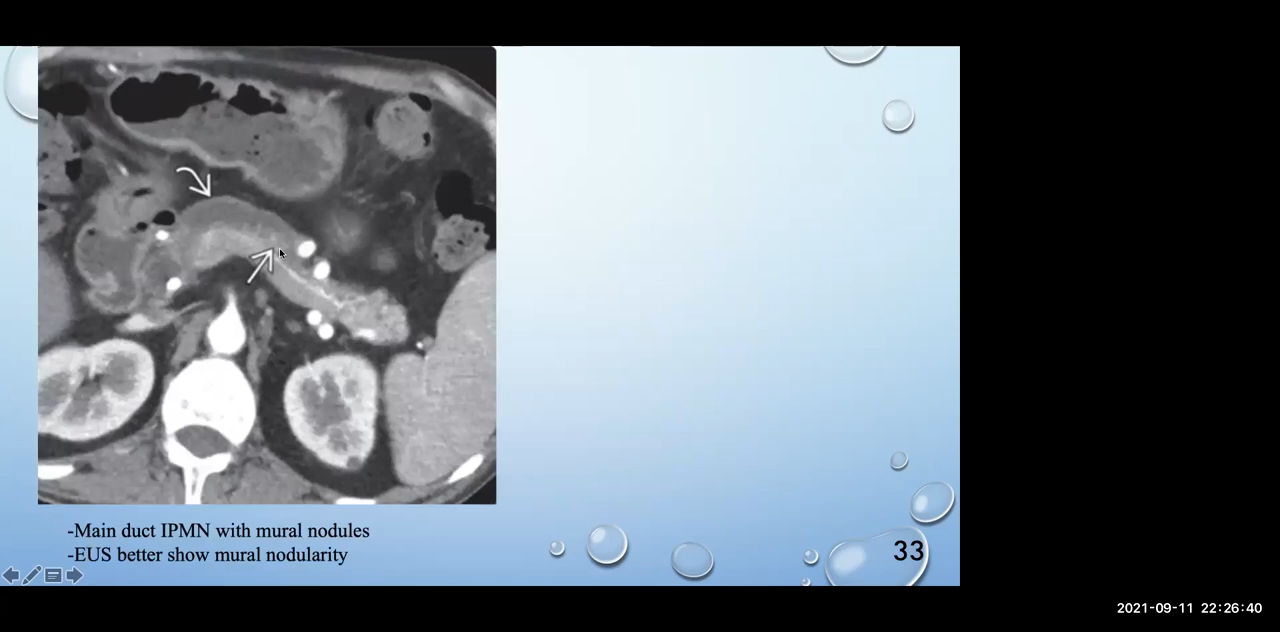 -Main duct IPMN with mural nodules
-EUS better show mural nodularity
33
2021-09-11 22:26:40